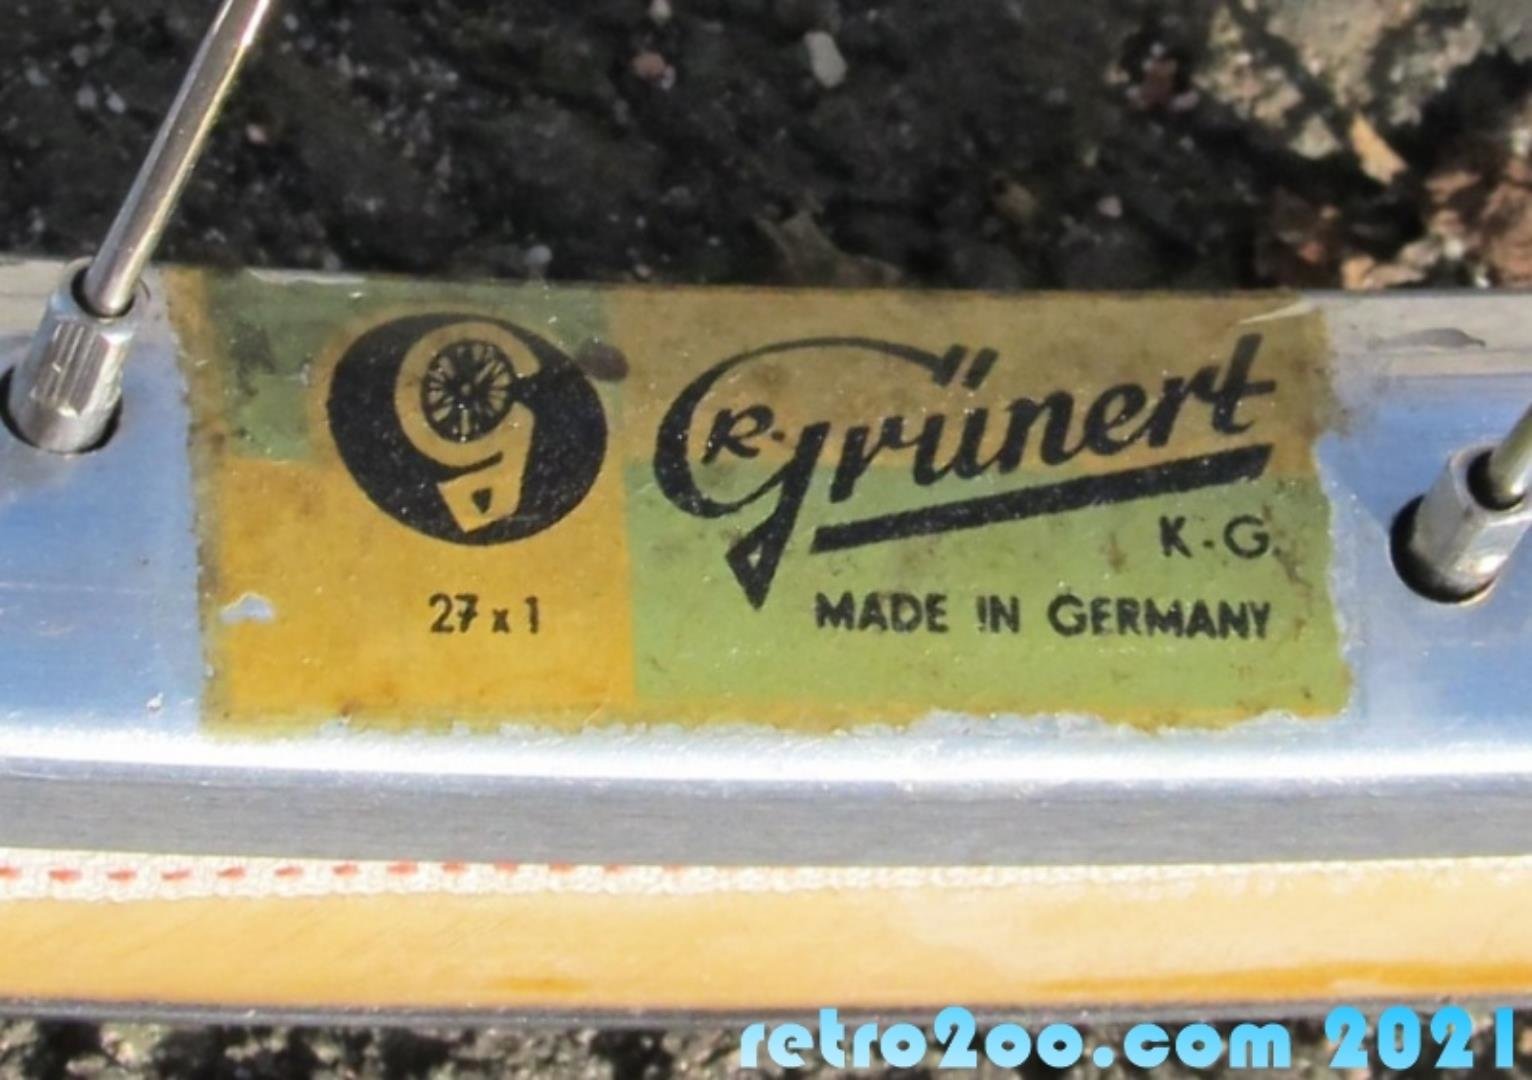 R. Grünert
K.-G.
27 x 1
MADE IN GERMANY
retro2oo.com 2021